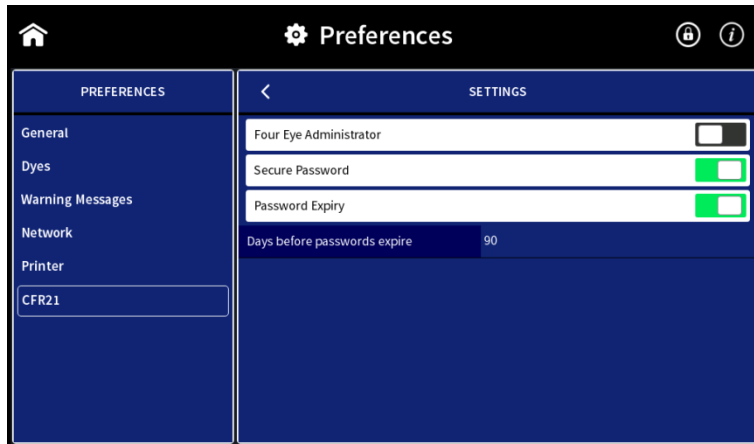 Preferences
PREFERENCES
General
Dyes
Warning Messages
Network
Printer
CFR21
SETTINGS
Four Eye Administrator
Secure Password
Password Expiry
Days before passwords expire 90